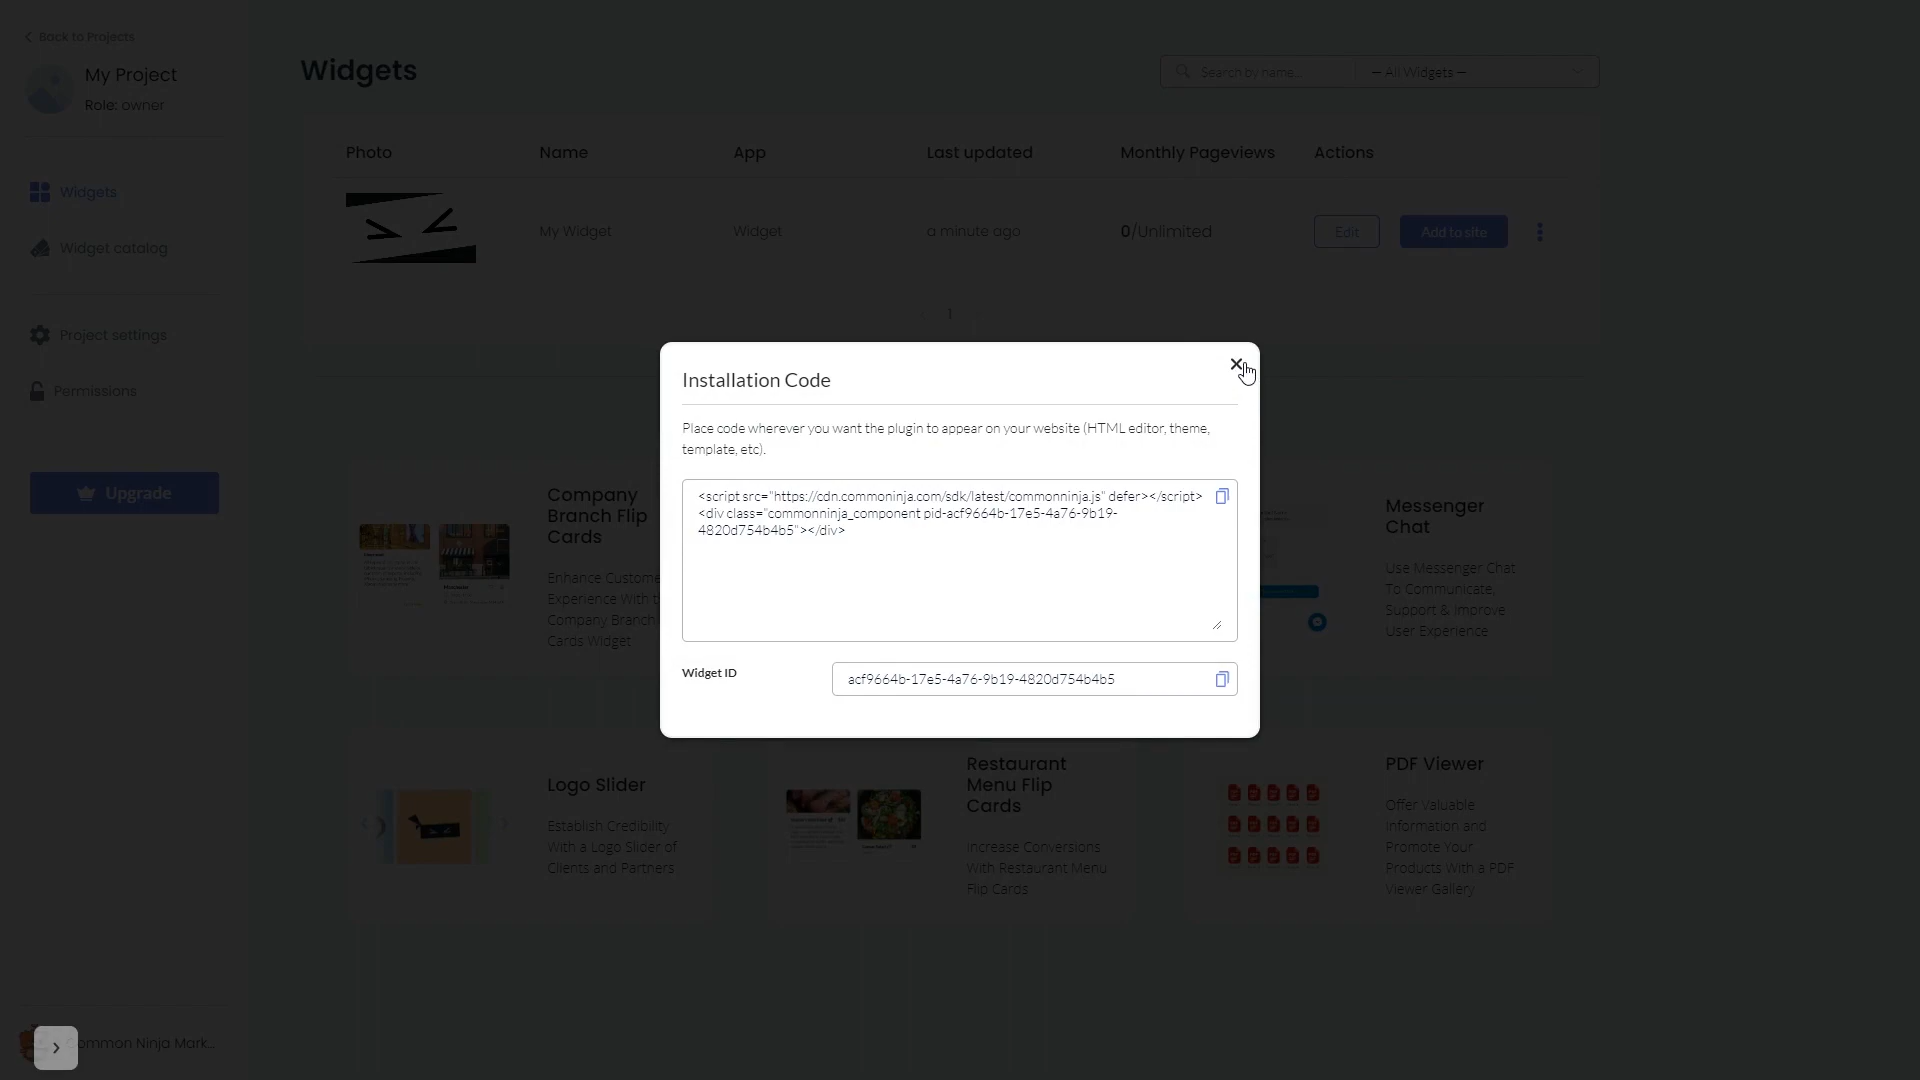 Back to Projects
My Project
Role: owner
Widgets
Widget catalog
Project settings
Permissions
Upgrade
Widgets
Search by name...
— All Widgets —
Photo Name App Last updated Monthly Pageviews Actions
My Widget Widget a minute ago 0/Unlimited Edit Add to site
1
Installation Code
Place code wherever you want the plugin to appear on your website (HTML editor, theme,
template, etc).
<script src="https://cdn.commoninja.com/sdk/latest/commonninja.js" defer></script>
<div class="commonninja_component pid-acf9664b-17e5-4a76-9b19-
4820d754b4b5"></div>
Widget ID
acf9664b-17e5-4a76-9b19-4820d754b4b5
Company
Branch Flip
Cards
Enhance Custome
Experience With
Company Branch
Cards Widget
Messenger
Chat
Use Messenger Chat
To Communicate,
Support & Improve
User Experience
Logo Slider
Establish Credibility
With a Logo Slider of
Clients and Partners
Restaurant
Menu Flip
Cards
Increase Conversions
With Restaurant Menu
Flip Cards
PDF Viewer
Offer Valuable
Information and
Promote Your
Products With a PDF
Viewer Gallery
ommon Ninja Mark...